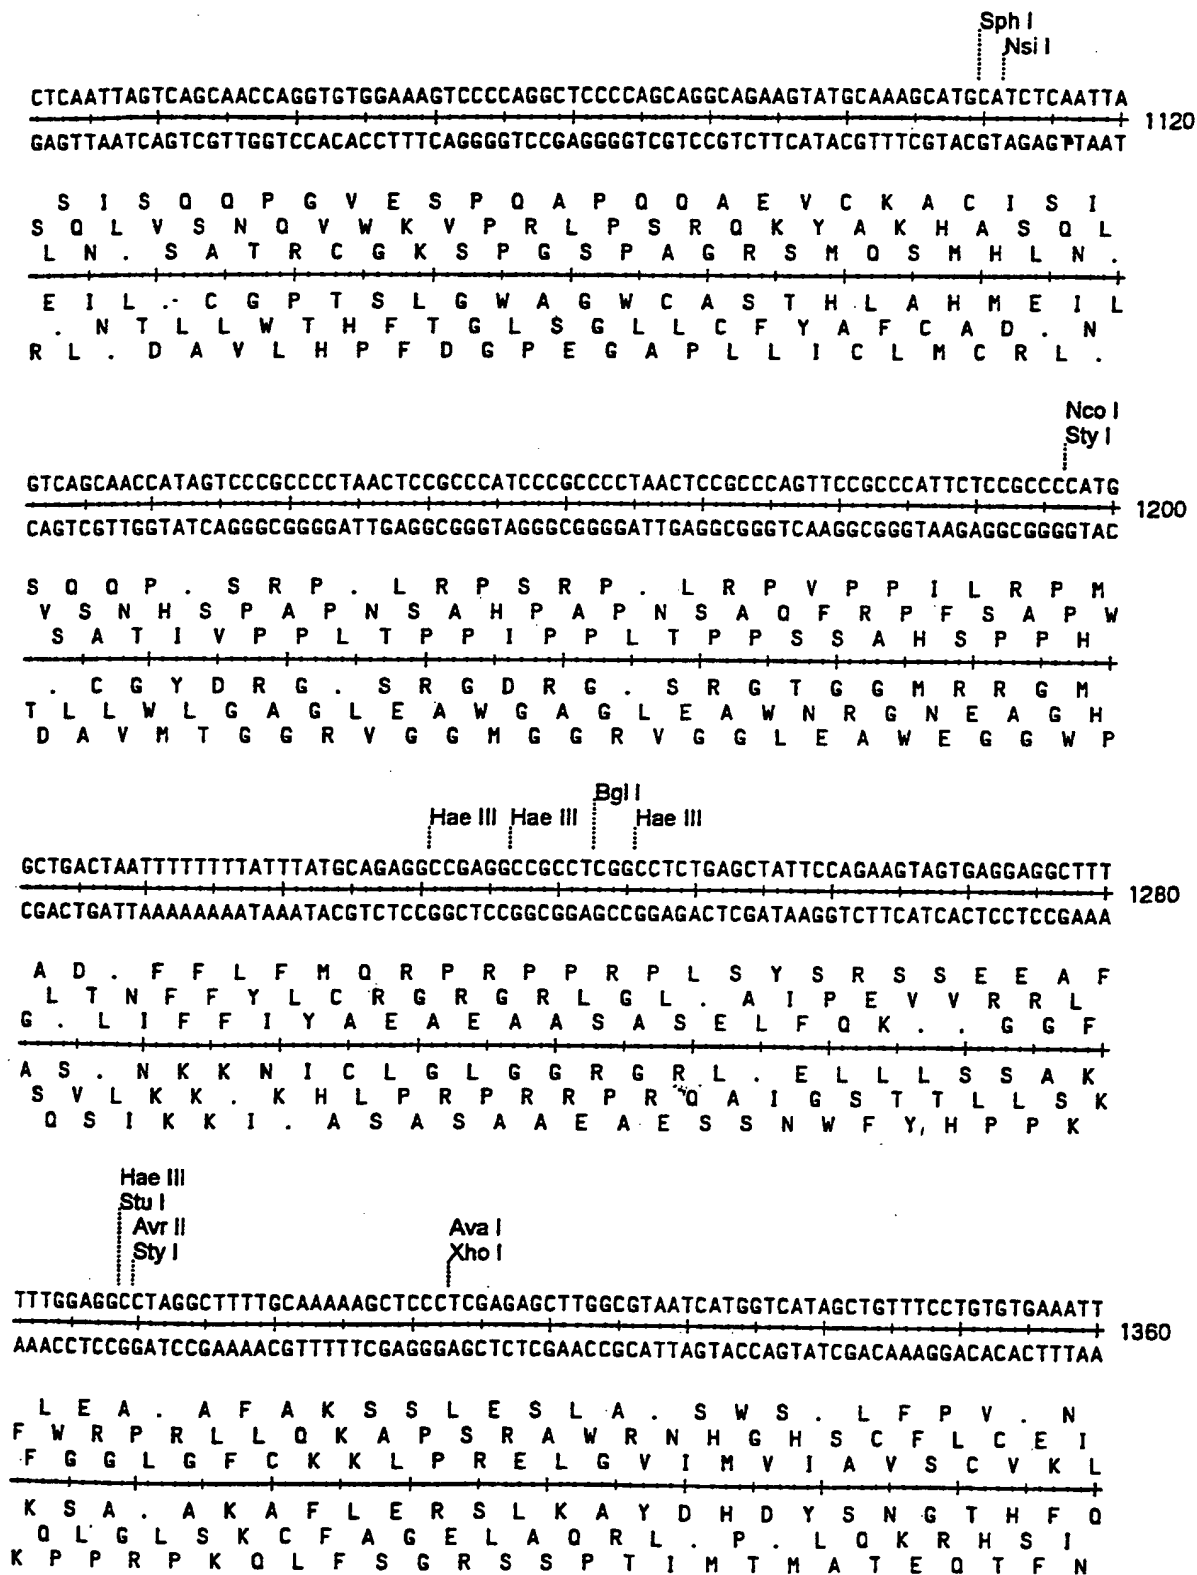 Sph I
Nsi I
CTCAATTAGTCAGCAACCAGGTGTGGAAAGTCCCCAGGCTCCCCAGCAGGCAGAAGTATGCAAAGCATGCATCTCAATTA
1120
GAGTTAATCAGTCGTTGGTCCACACCTTTCAGGGGTCCGAGGGGTCGTCCGTCTTCATACGTTTCGTACGTAGAGTTAAT
S I S Q Q P G V E S P Q A P Q Q A E V C K A C I S I
S Q L V S N Q V W K V P R L P S R Q K Y A K H A S Q L
L N . S A T R C G K S P G S P A G R S M Q S M H L N .
E I L . C G P T S L G W A G W C A S T H L A H M E I L
. N T L L W T H F T G L S G L L C F Y A F C A D . N
R L . D A V L H P F D G P E G A P L L I C L M C R L .
Nco I
Sty I
GTCAGCAACCATAGTCCCGCCCCTAACTCCGCCCATCCCGCCCCTAACTCCGCCCAGTTCCGCCCATTCTCCGCCCCATG
1200
CAGTCGTTGGTATCAGGGCGGGGATTGAGGCGGGTAGGGCGGGGATTGAGGCGGGTCAAGGCGGGTAAGAGGCGGGGTAC
S Q Q P . S R P . L R P S R P . L R P V P P I L R P M
V S N H S P A P N S A H P A P N S A Q F R P F S A P W
S A T I V P P L T P P I P P L T P P S S A H S P P H
. C G Y D R G . S R G D R G . S R G T G G M R R G M
T L L W L G A G L E A W G A G L E A W N R G N E A G H
D A V M T G G R V G G M G G R V G G L E A W E G G W P
Bgl I
Hae III Hae III Hae III
GCTGACTAATTTTTTTTATTTATGCAGAGGCCGAGGCCGCCTCGGCCTCTGAGCTATTCCAGAAGTAGTGAGGAGGCTTT
1280
CGACTGATTAAAAAAAATAAATACGTCTCCGGCTCCGGCGGAGCCGGAGACTCGATAAGGTCTTCATCACTCCTCCGAAA
A D . F F L F M Q R P R P P R P L S Y S R S S E E A F
L T N F F Y L C R G R G R L G L . A I P E V V R R L
G . L I F F I Y A E A E A A S A S E L F Q K . . G G F
A S . N K K N I C L G L G G R G R L . E L L L S S A K
S V L K K . K H L P R P R R P R Q A I G S T T L L S K
Q S I K K I . A S A S A A E A E S S N W F Y H P P K
Hae III
Stu I
Avr II Ava I
Sty I Xho I
TTTGGAGGCCTAGGCTTTTGCAAAAAGCTCCCTCGAGAGCTTGGCGTAATCATGGTCATAGCTGTTTCCTGTGTGAAATT
1360
AAACCTCCGGATCCGAAAACGTTTTTCGAGGGAGCTCTCGAACCGCATTAGTACCAGTATCGACAAAGGACACACTTTAA
L E A . A F A K S S L E S L A . S W S . L F P V . N
F W R P R L L Q K A P S R A W R N H G H S C F L C E I
F G G L G F C K K L P R E L G V I M V I A V S C V K L
K S A . A K A F L E R S L K A Y D H D Y S N G T H F Q
Q L G L S K C F A G E L A Q R L . P . L Q K R H S I
K P P R P K Q L F S G R S S P T I M T M A T E Q T F N